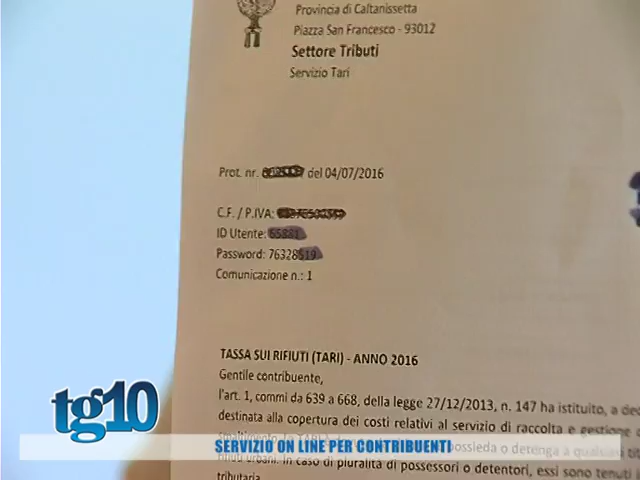 Provincia di Caltanissetta
Piazza San Francesco - 93012
Settore Tributi
Servizio Tari
Prot. nr. del 04/07/2016
C.F. / P.IVA:
ID Utente:
Password: 76328
Comunicazione n.: 1
TASSA SUI RIFIUTI (TARI) - ANNO 2016
Gentile contribuente,
l'art. 1, commi da 639 a 668, della legge 27/12/2013, n. 147 ha istituito, a
destinata alla copertura dei costi relativi al servizio di raccolta e gestione
possieda o detenga a qualsiasi
rifiuti urbani. In caso di pluralità di possessori o detentori, essi sono tenuti
tributaria.
tg10
SERVIZIO ON LINE PER CONTRIBUENTI